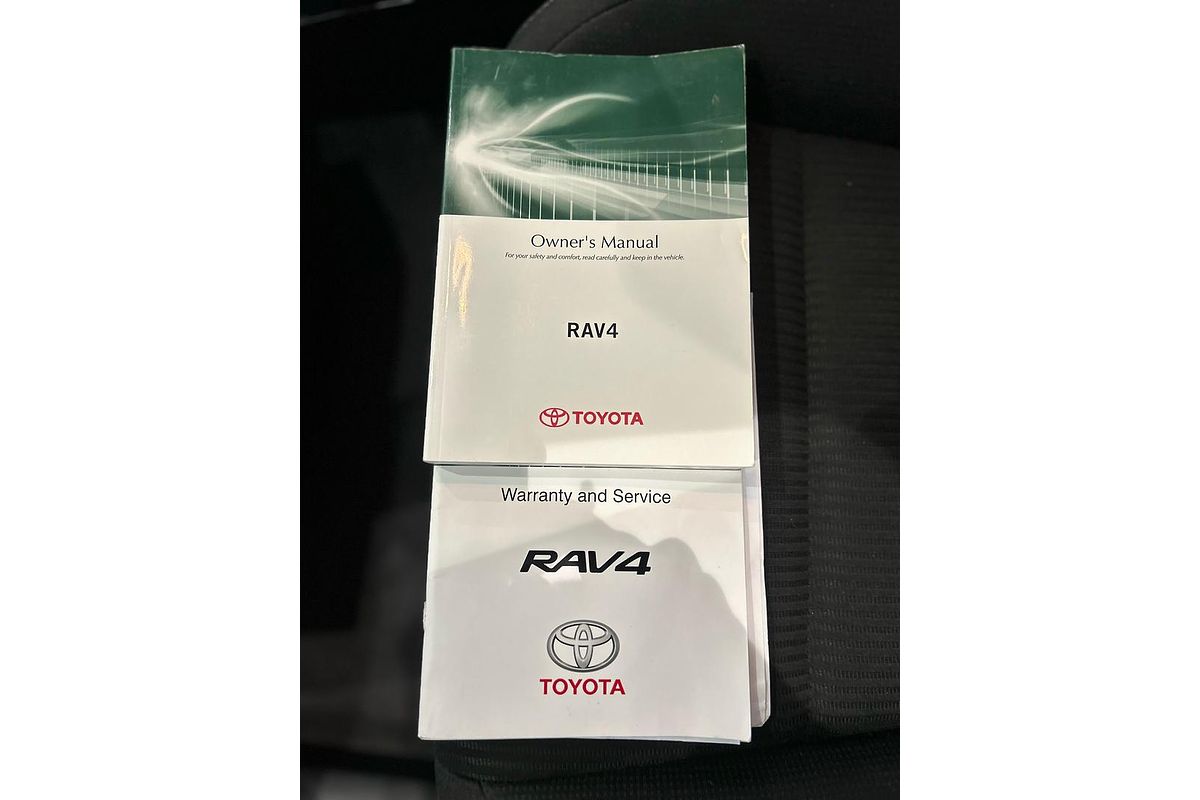 Owner's Manual
For your safety and comfort, read carefully and keep in the vehicle.
RAV4
TOYOTA
Warranty and Service
RAV4
TOYOTA